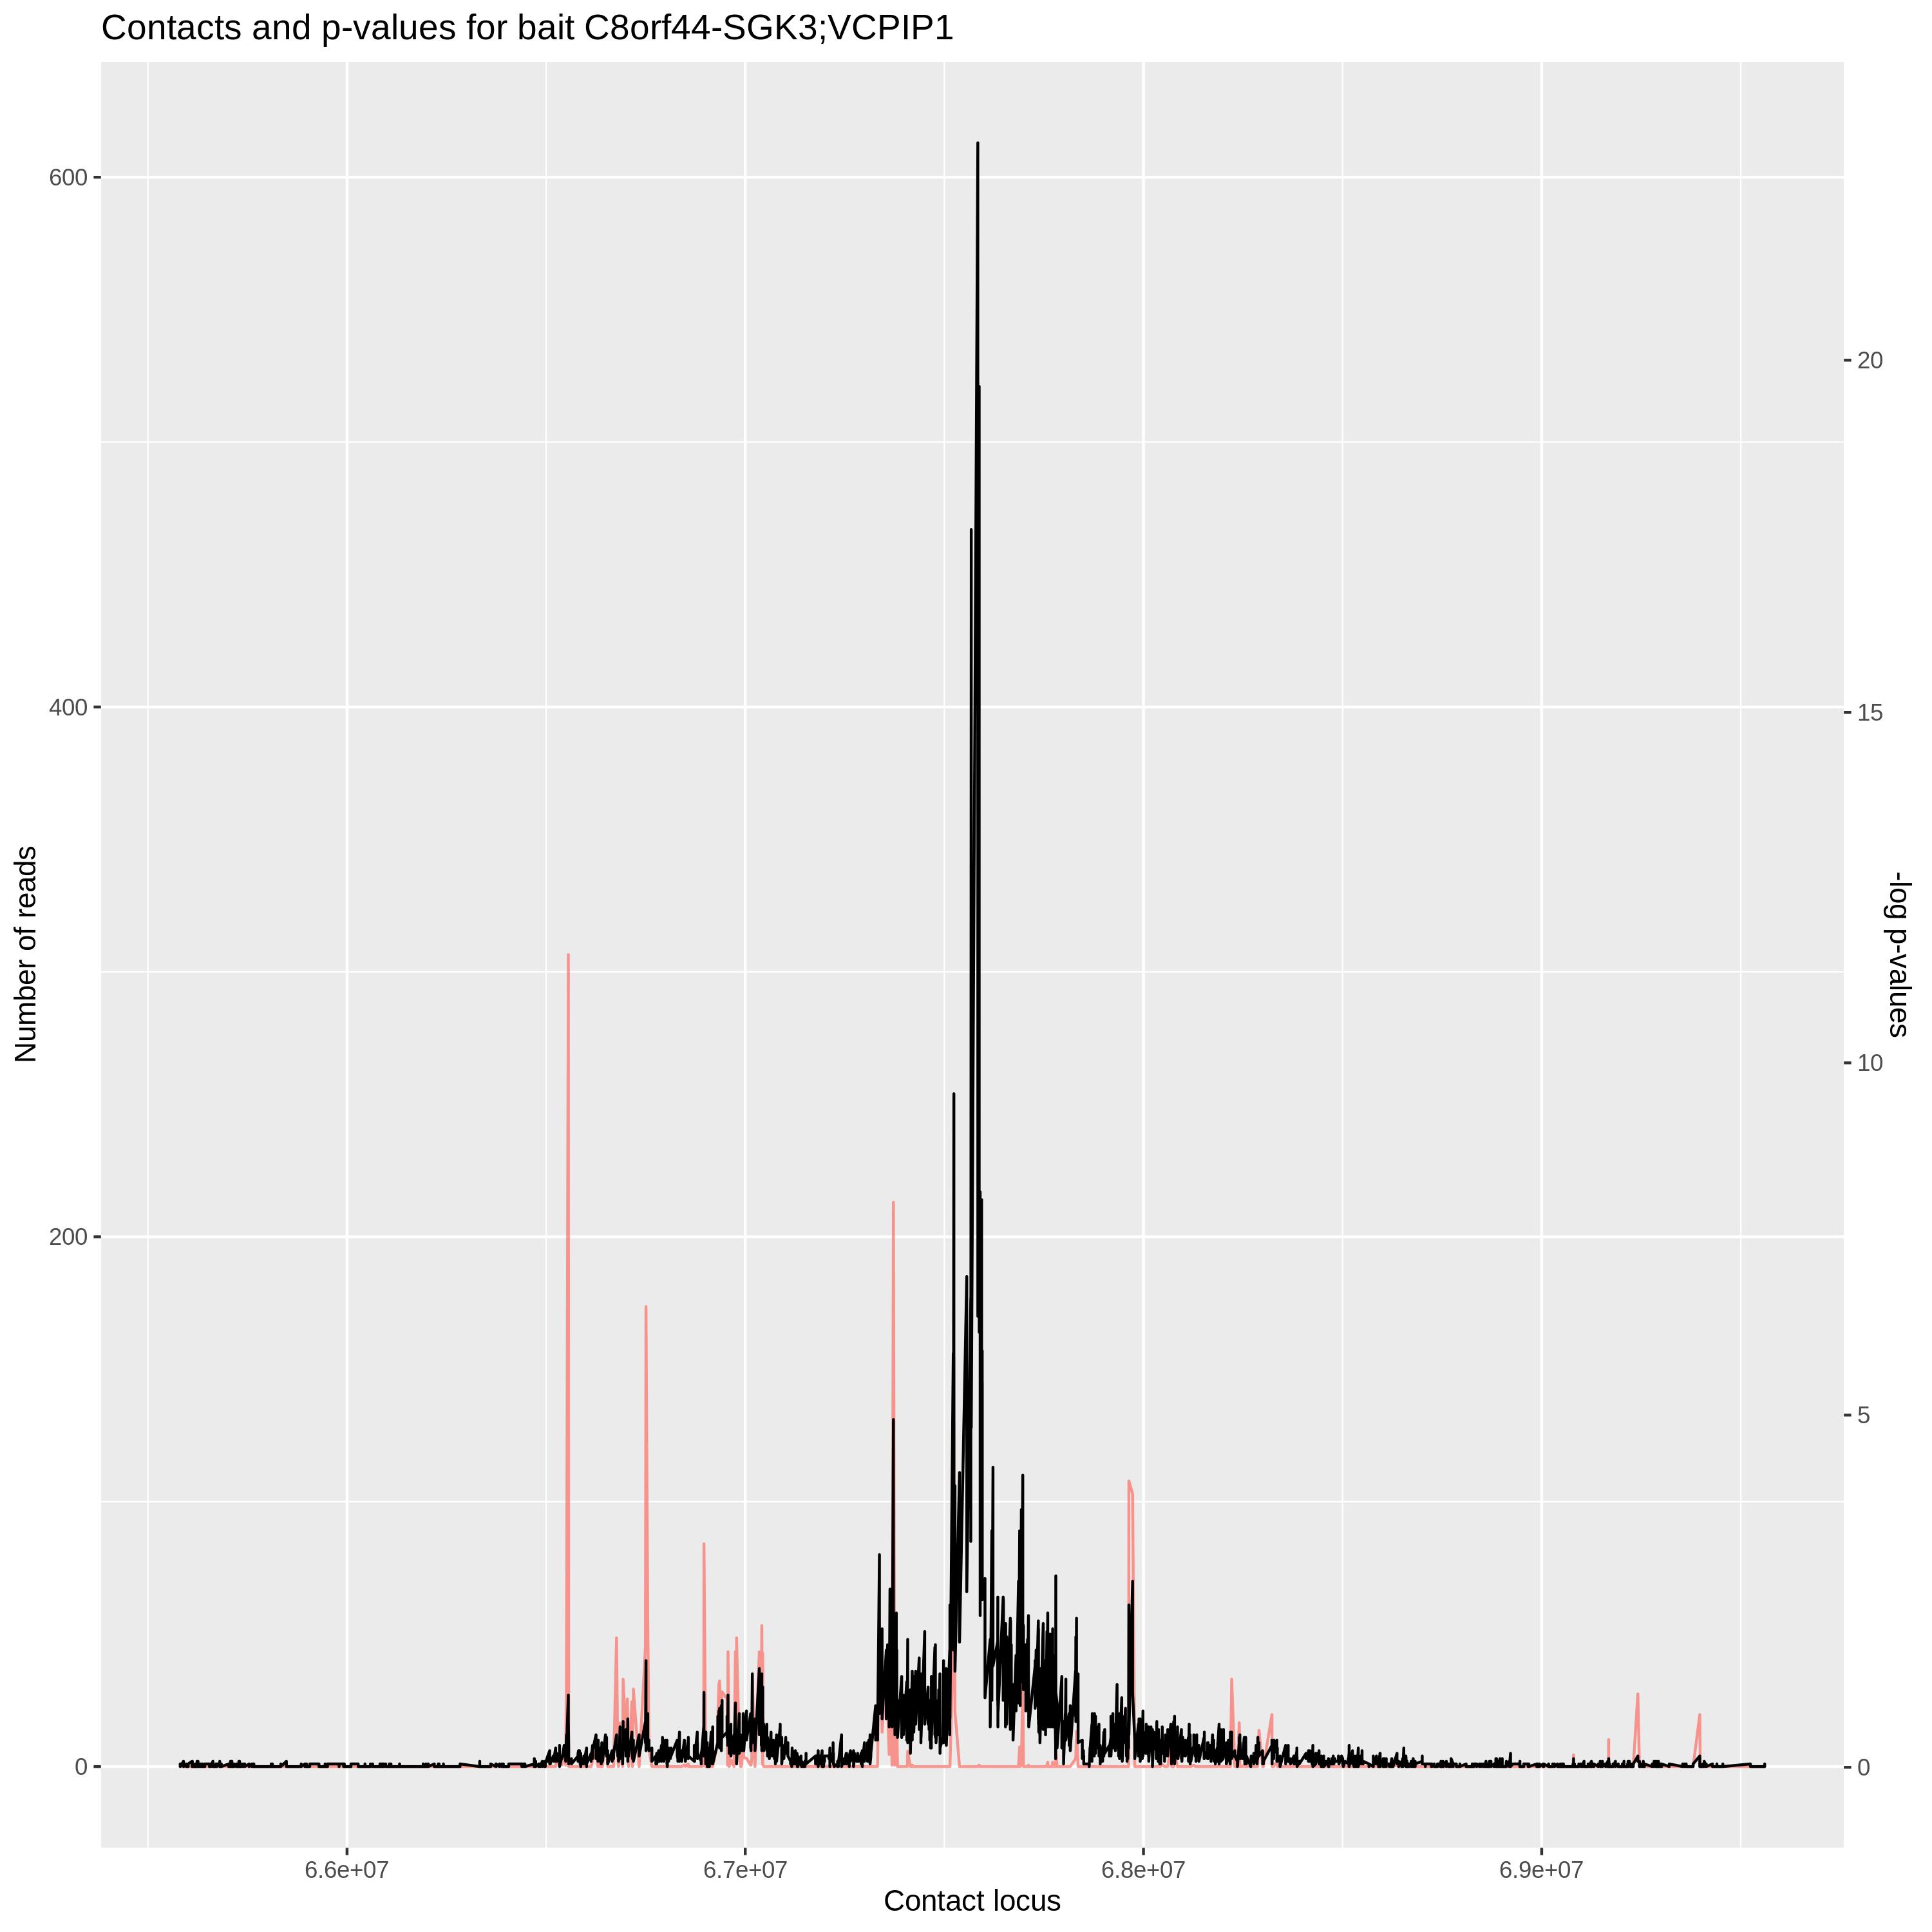 Contacts and p-values for bait C8orf44-SGK3;VCPIP1
600
400
200
0
Number of reads
20
15
10
5
0
-log p-values
6.6e+07
6.7e+07
6.8e+07
6.9e+07
Contact locus